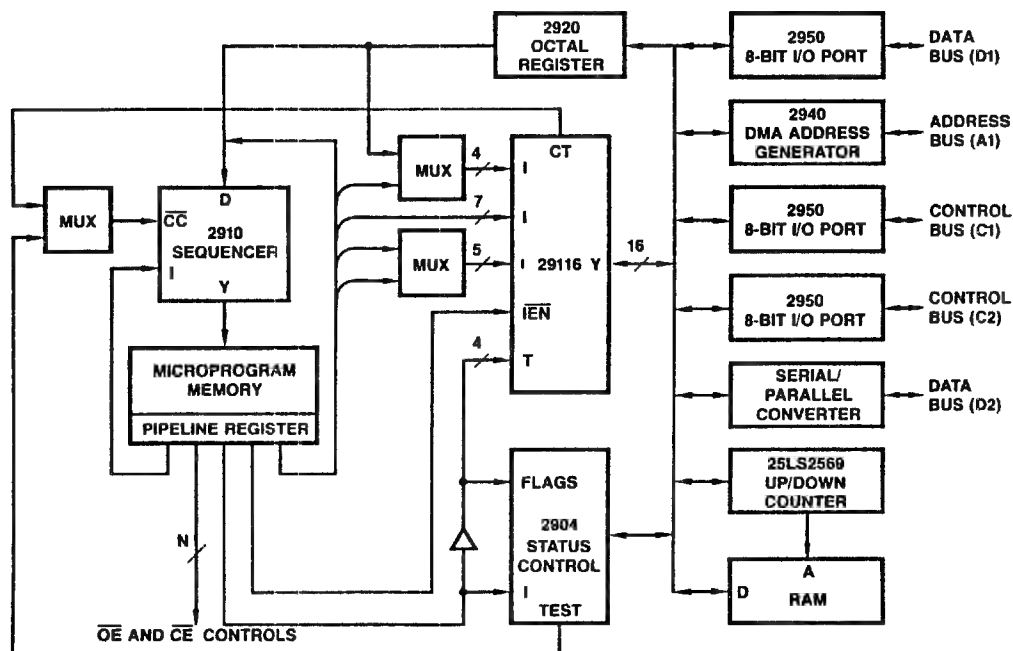 2920
OCTAL
REGISTER
2950
8-BIT I/O PORT
DATA
BUS (D1)
2940
DMA ADDRESS
GENERATOR
ADDRESS
BUS (A1)
2950
8-BIT I/O PORT
CONTROL
BUS (C1)
2950
8-BIT I/O PORT
CONTROL
BUS (C2)
SERIAL/
PARALLEL
CONVERTER
DATA
BUS (D2)
25LS2569
UP/DOWN
COUNTER
A
D
RAM
MUX
D
CC
2910
SEQUENCER
I
Y
MICROPROGRAM
MEMORY
PIPELINE REGISTER
N
OE AND CE CONTROLS
MUX
4
7
MUX
5
4
CT
I
I
I
29116 Y
IEN
T
16
FLAGS
2904
STATUS
CONTROL
I
TEST